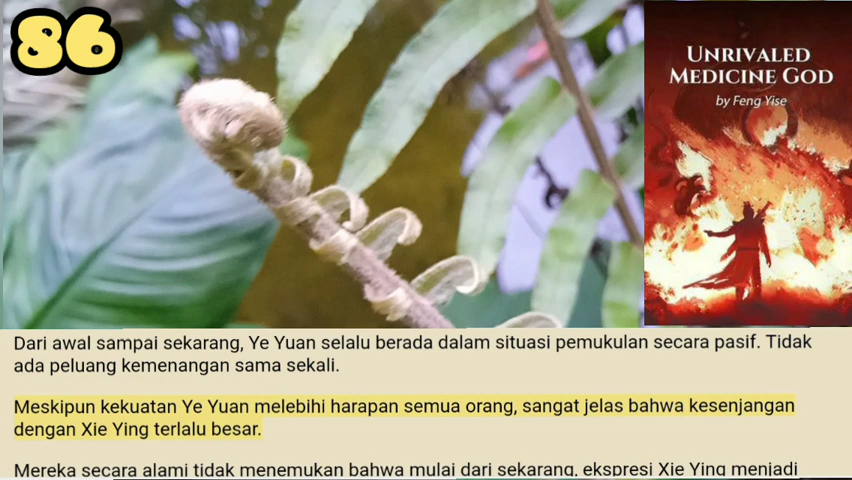 86
UNRIVALED
MEDICINE GOD
by Feng Yise
Dari awal sampai sekarang, Ye Yuan selalu berada dalam situasi pemukulan secara pasif. Tidak
ada peluang kemenangan sama sekali.
Meskipun kekuatan Ye Yuan melebihi harapan semua orang, sangat jelas bahwa kesenjangan
dengan Xie Ying terlalu besar.
Mereka secara alami tidak menemukan bahwa mulai dari sekarang, ekspresi Xie Ying menjadi